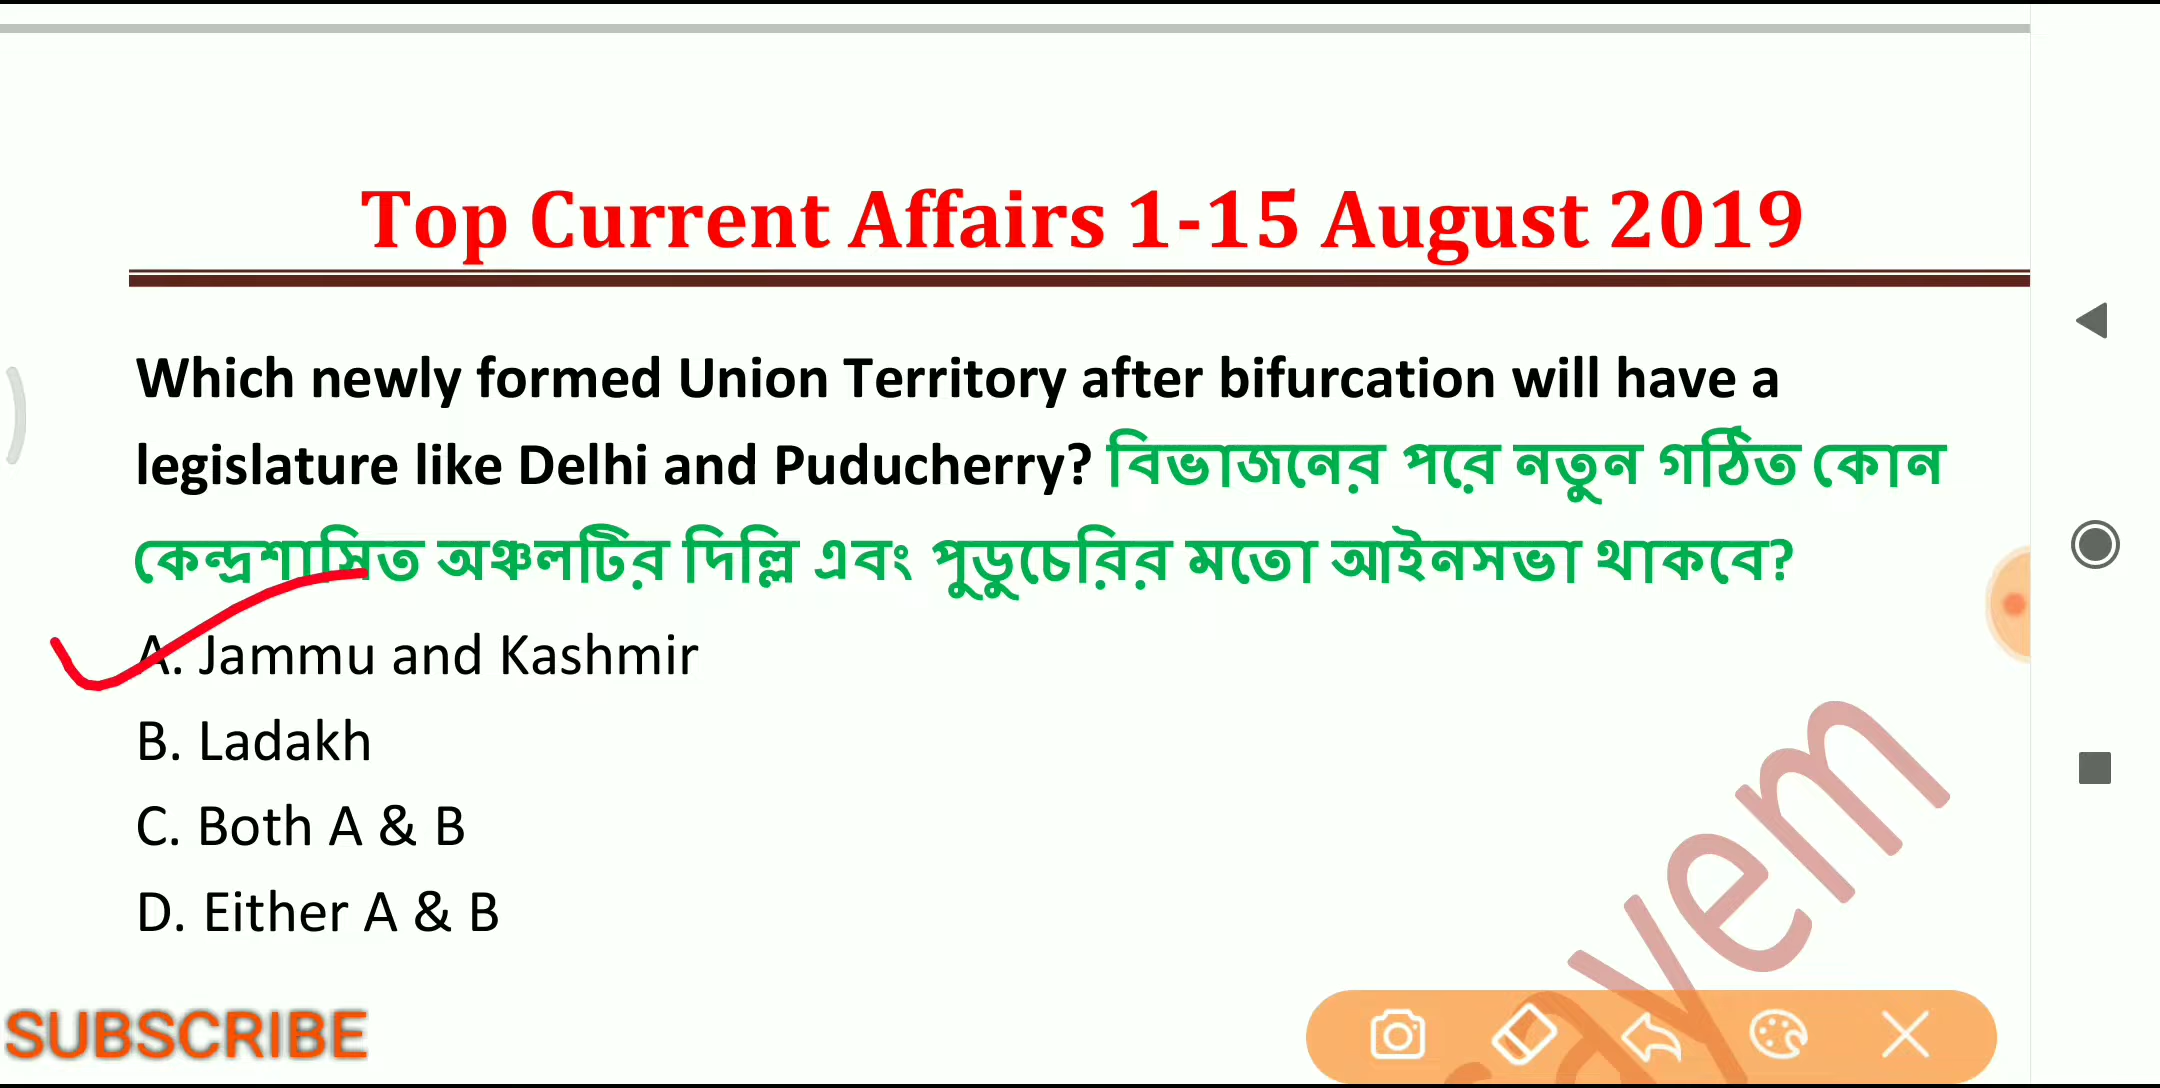 Top Current Affairs 1-15 August 2019
Which newly formed Union Territory after bifurcation will have a
legislature like Delhi and Puducherry? বিভাজনের পরে নতুন গঠিত কোন
কেন্দ্রশাসিত অঞ্চলটির দিল্লি এবং পুডুচেরির মতো আইনসভা থাকবে?
A. Jammu and Kashmir
B. Ladakh
C. Both A & B
D. Either A & B
SUBSCRIBE